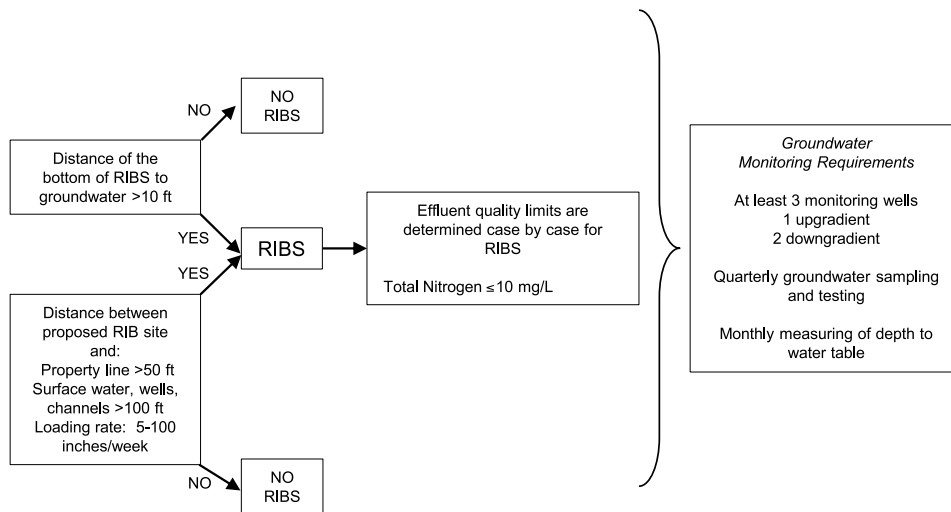 NO
NO
RIBS
Distance of the
bottom of RIBS to
groundwater >10 ft
YES
RIBS
YES
Effluent quality limits are
determined case by case for
RIBS
Total Nitrogen ≤10 mg/L
Distance between
proposed RIB site
and:
Property line >50 ft
Surface water, wells,
channels >100 ft
Loading rate: 5-100
inches/week
NO
NO
RIBS
Groundwater
Monitoring Requirements
At least 3 monitoring wells
1 upgradient
2 downgradient
Quarterly groundwater sampling
and testing
Monthly measuring of depth to
water table